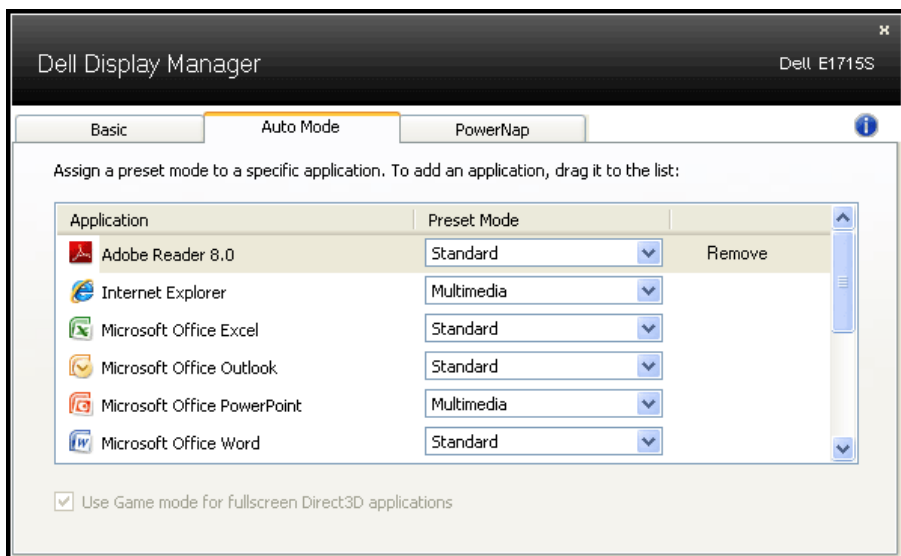 x
Dell Display Manager
Dell E1715S
Basic
Auto Mode
PowerNap
Assign a preset mode to a specific application. To add an application, drag it to the list:
Application Preset Mode
Adobe Reader 8.0 Standard Remove
Internet Explorer Multimedia
Microsoft Office Excel Standard
Microsoft Office Outlook Standard
Microsoft Office PowerPoint Multimedia
Microsoft Office Word Standard
Use Game mode for fullscreen Direct3D applications